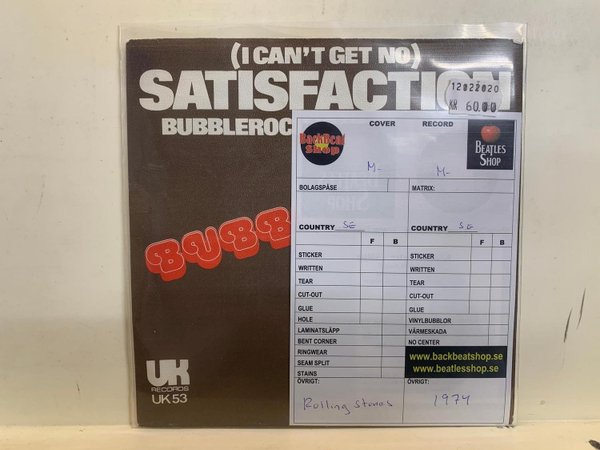 (I CAN'T GET NO)
SATISFACTION
BUBBLEROC
12022020
KR 60.00
BUBB
BackBeat
Shop
COVER
RECORD
BEATLES
SHOP
M-
M-
BOLAGSPÅSE
MATRIX:
COUNTRY SE
COUNTRY SE
F B
F B
STICKER
STICKER
WRITTEN
WRITTEN
TEAR
TEAR
CUT-OUT
CUT-OUT
GLUE
GLUE
HOLE
VINYLBUBBLOR
LAMINATSLÄPP
VÄRMESKADA
BENT CORNER
NO CENTER
RINGWEAR
SEAM SPLIT
STAINS
www.backbeatshop.se
www.beatlesshop.se
ÖVRIGT:
ÖVRIGT:
Rolling Stones
1974
UK
RECORDS
UK 53